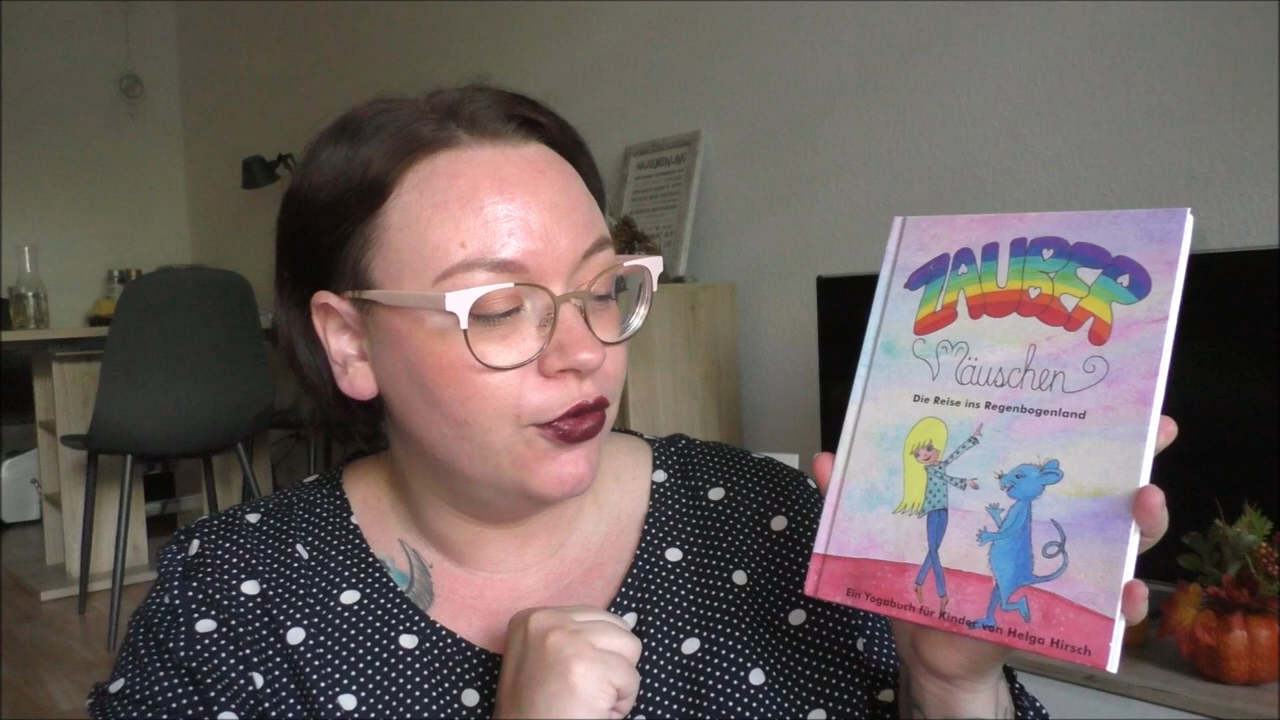 ZAUBER
Mäuschen
Die Reise ins Regenbogenland
Ein Yogabuch für Kinder von Helga Hirsch